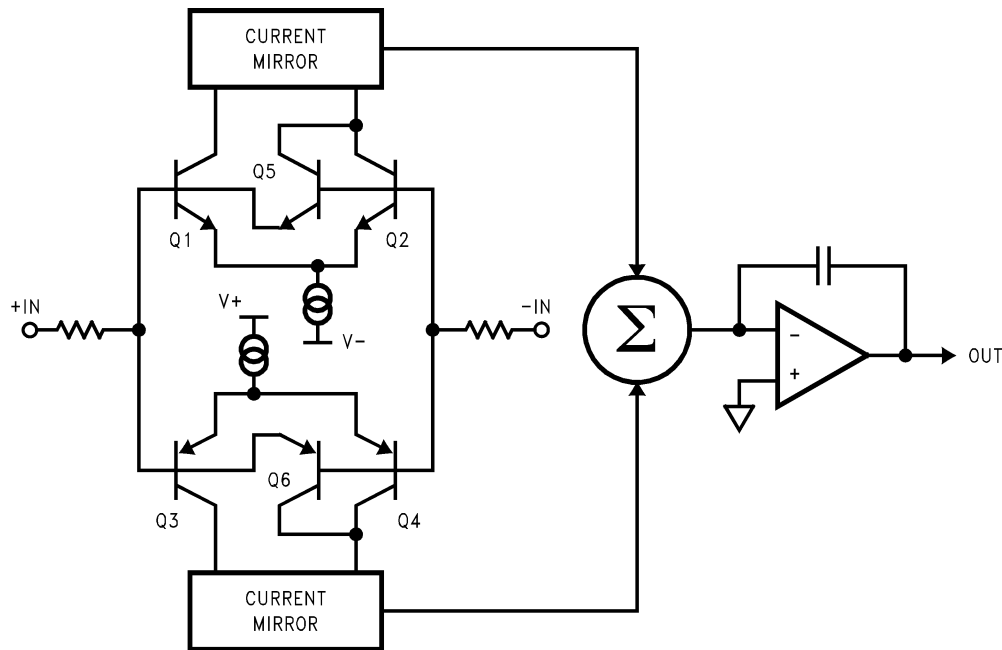 CURRENT
MIRROR
Q5
Q1
Q2
+IN
V+
V-
-IN
Σ
-
+
OUT
Q6
Q3
Q4
CURRENT
MIRROR